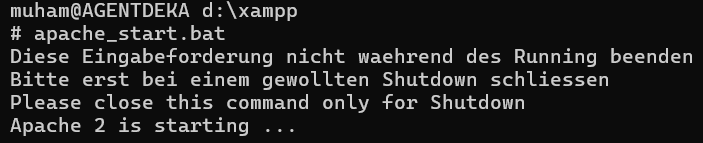 muham@AGENTDEKA d:\xampp
# apache_start.bat
Diese Eingabeforderung nicht waehrend des Running beenden
Bitte erst bei einem gewollten Shutdown schliessen
Please close this command only for Shutdown
Apache 2 is starting ...